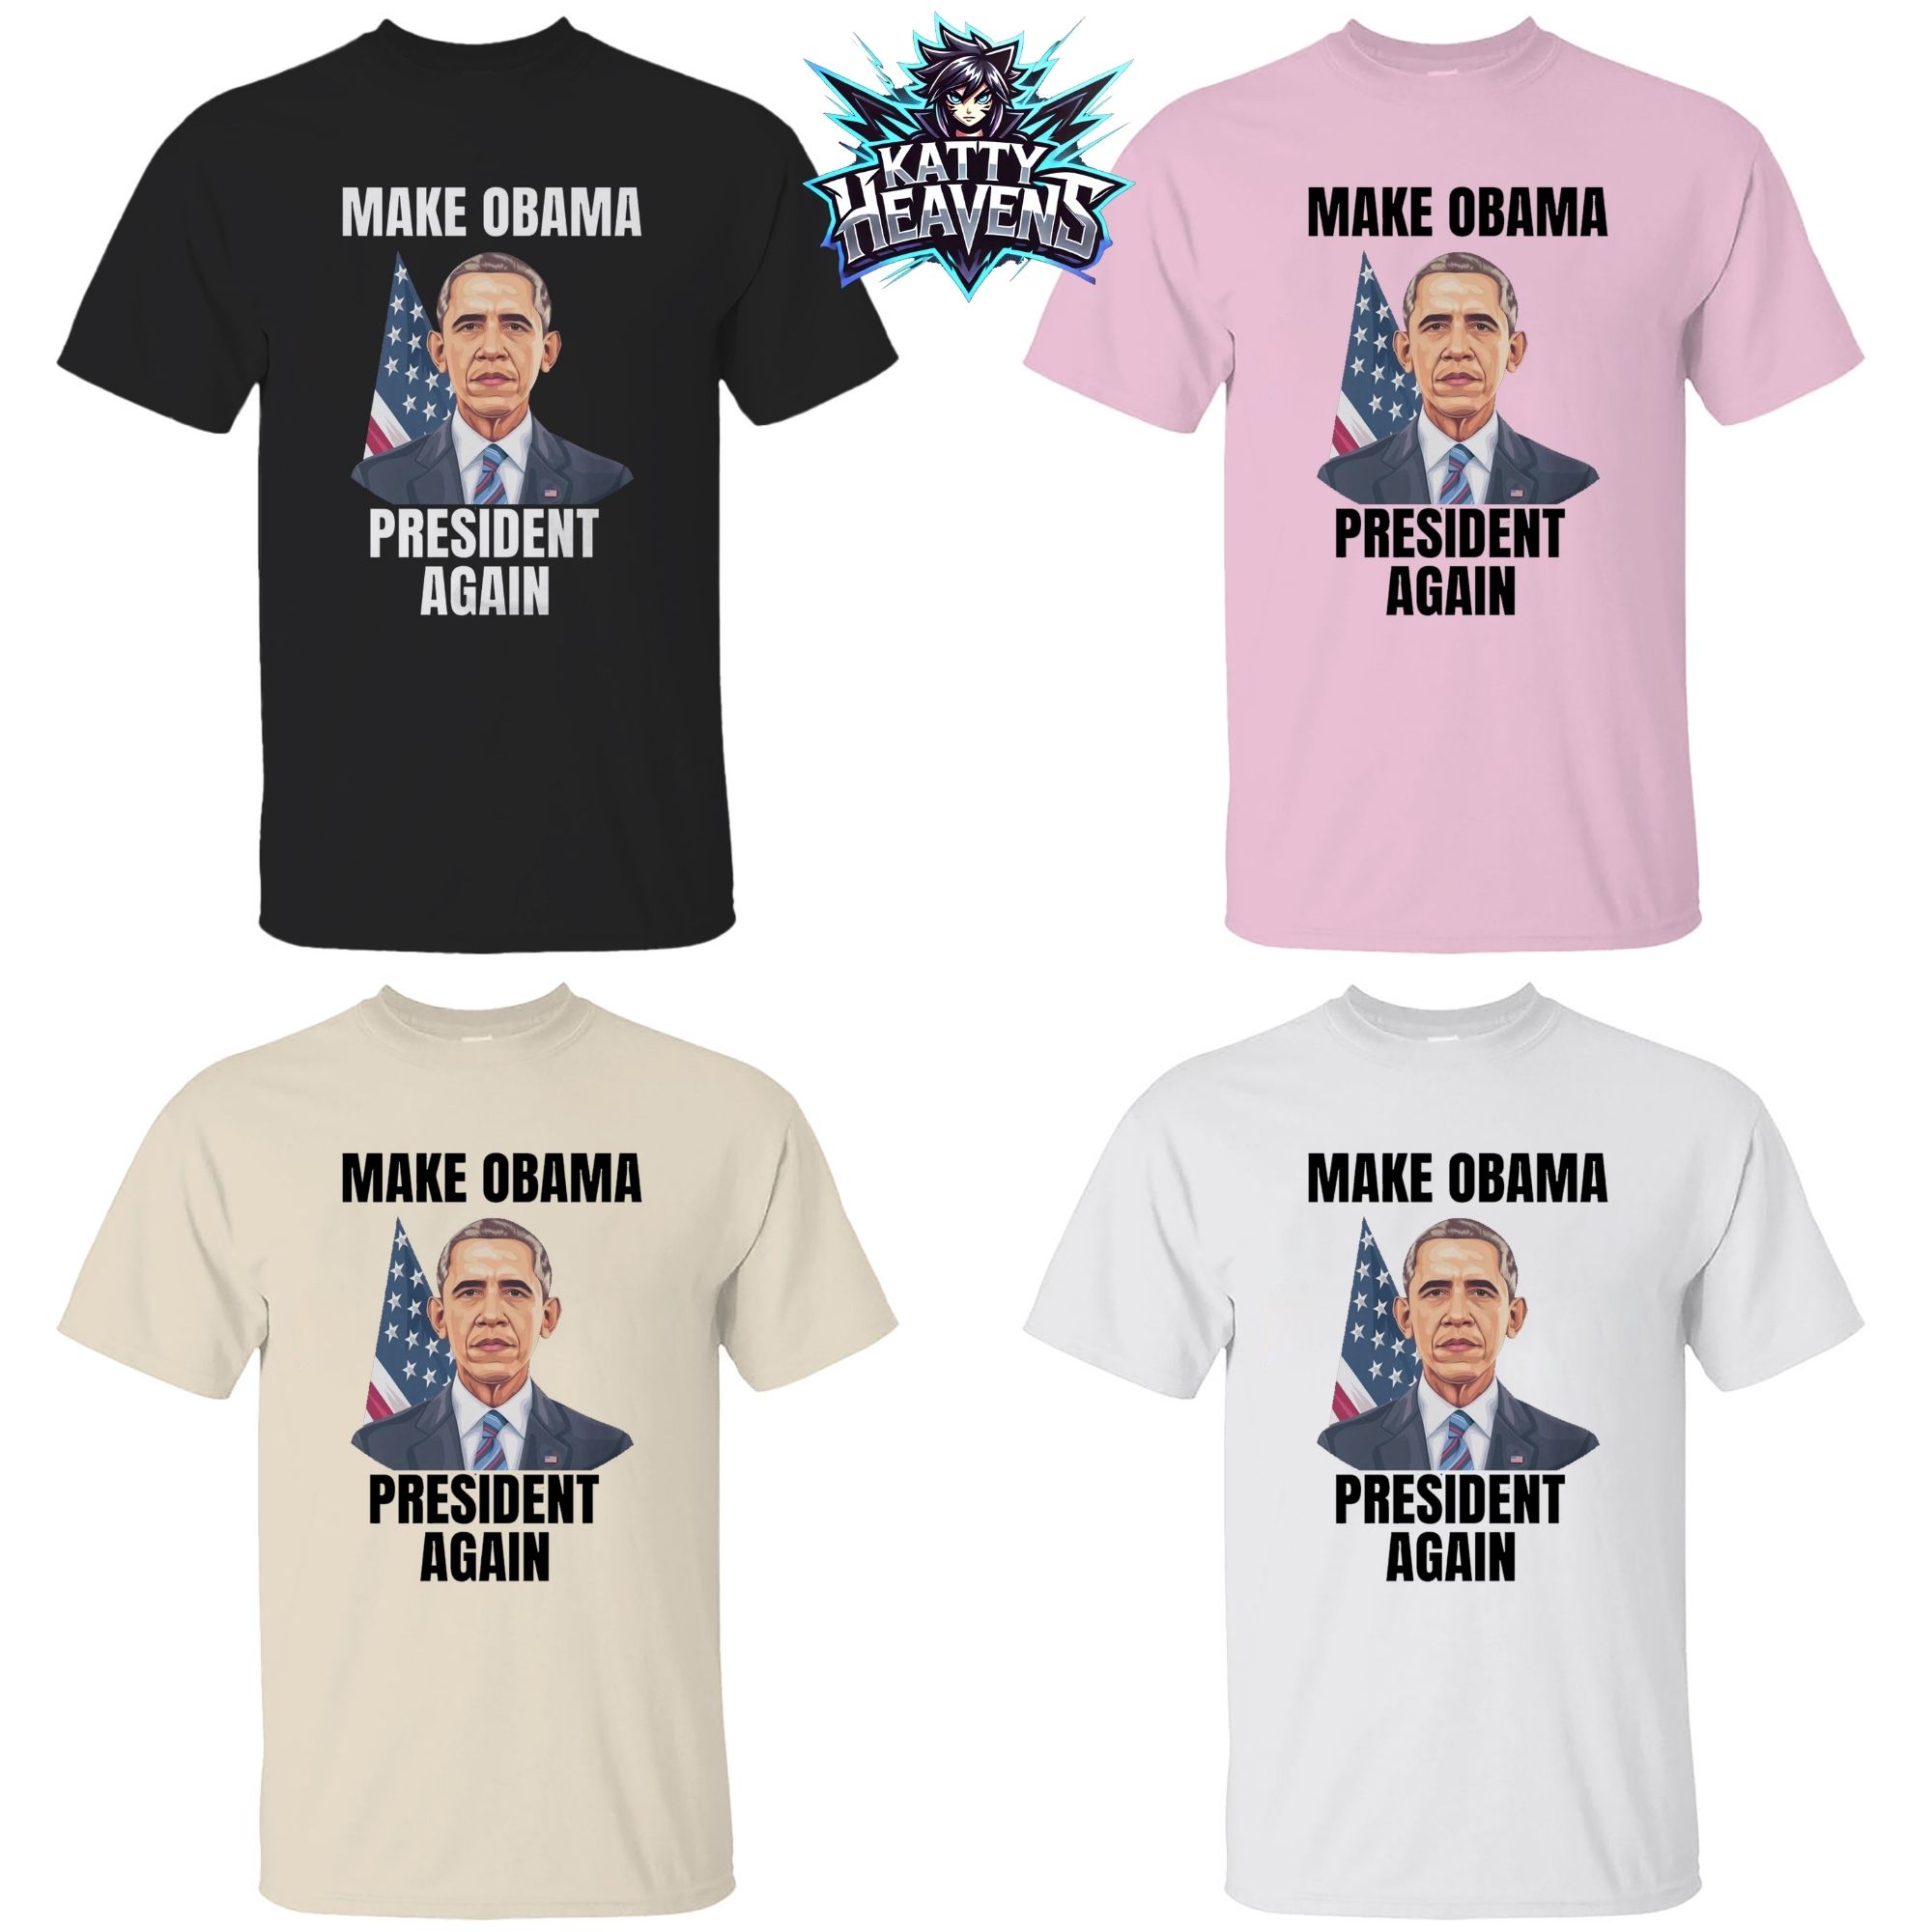 MAKE OBAMA
PRESIDENT
AGAIN
KATTY
HEAVENS
MAKE OBAMA
PRESIDENT
AGAIN
MAKE OBAMA
PRESIDENT
AGAIN
MAKE OBAMA
PRESIDENT
AGAIN